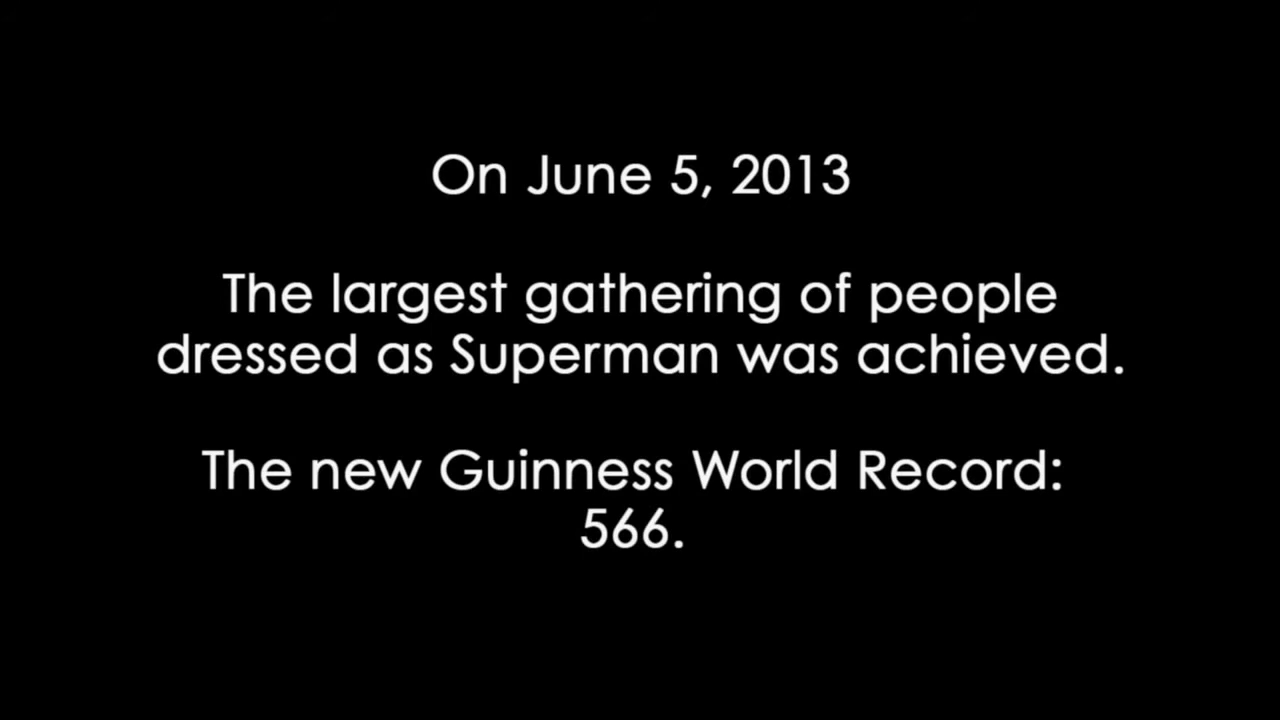 On June 5, 2013
The largest gathering of people
dressed as Superman was achieved.
The new Guinness World Record:
566.